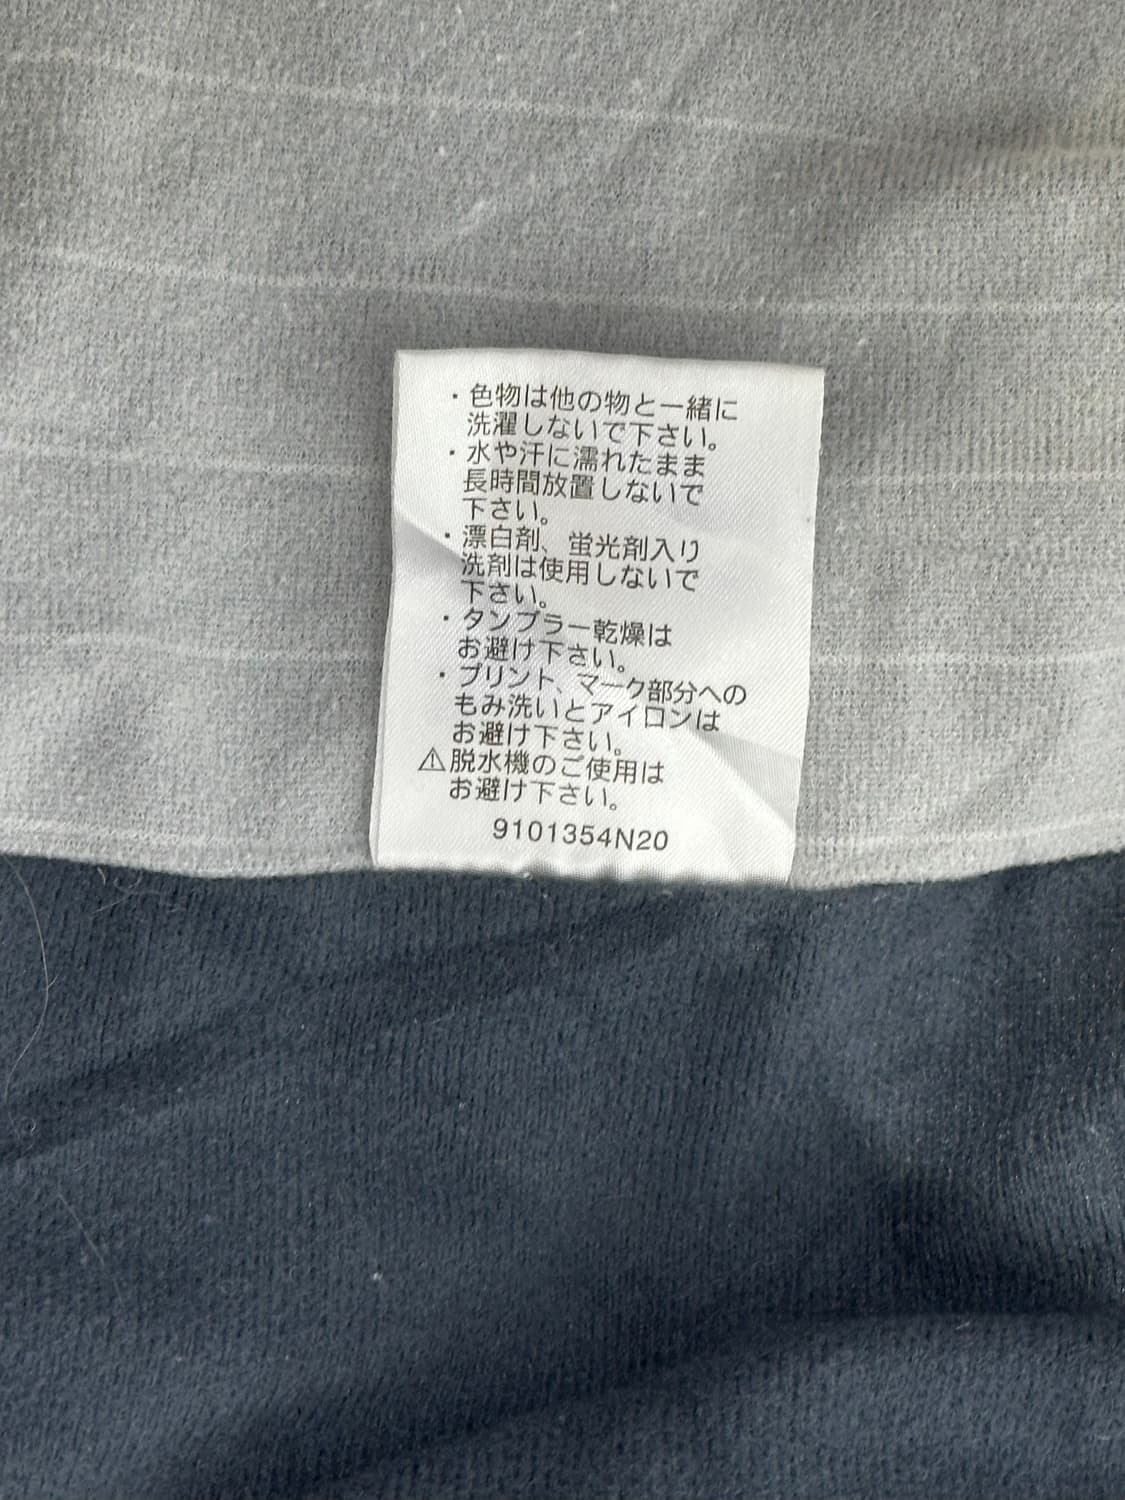 ・色物は他の物と一緒に
洗濯しないで下さい。
・水や汗に濡れたまま
長時間放置しないで
下さい。
・漂白剤、蛍光剤入り
洗剤は使用しないで
下さい。
・タンブラー乾燥は
お避け下さい。
・プリント、マーク部分への
もみ洗いとアイロンは
お避け下さい。
⚠脱水機のご使用は
お避け下さい。
9101354N20